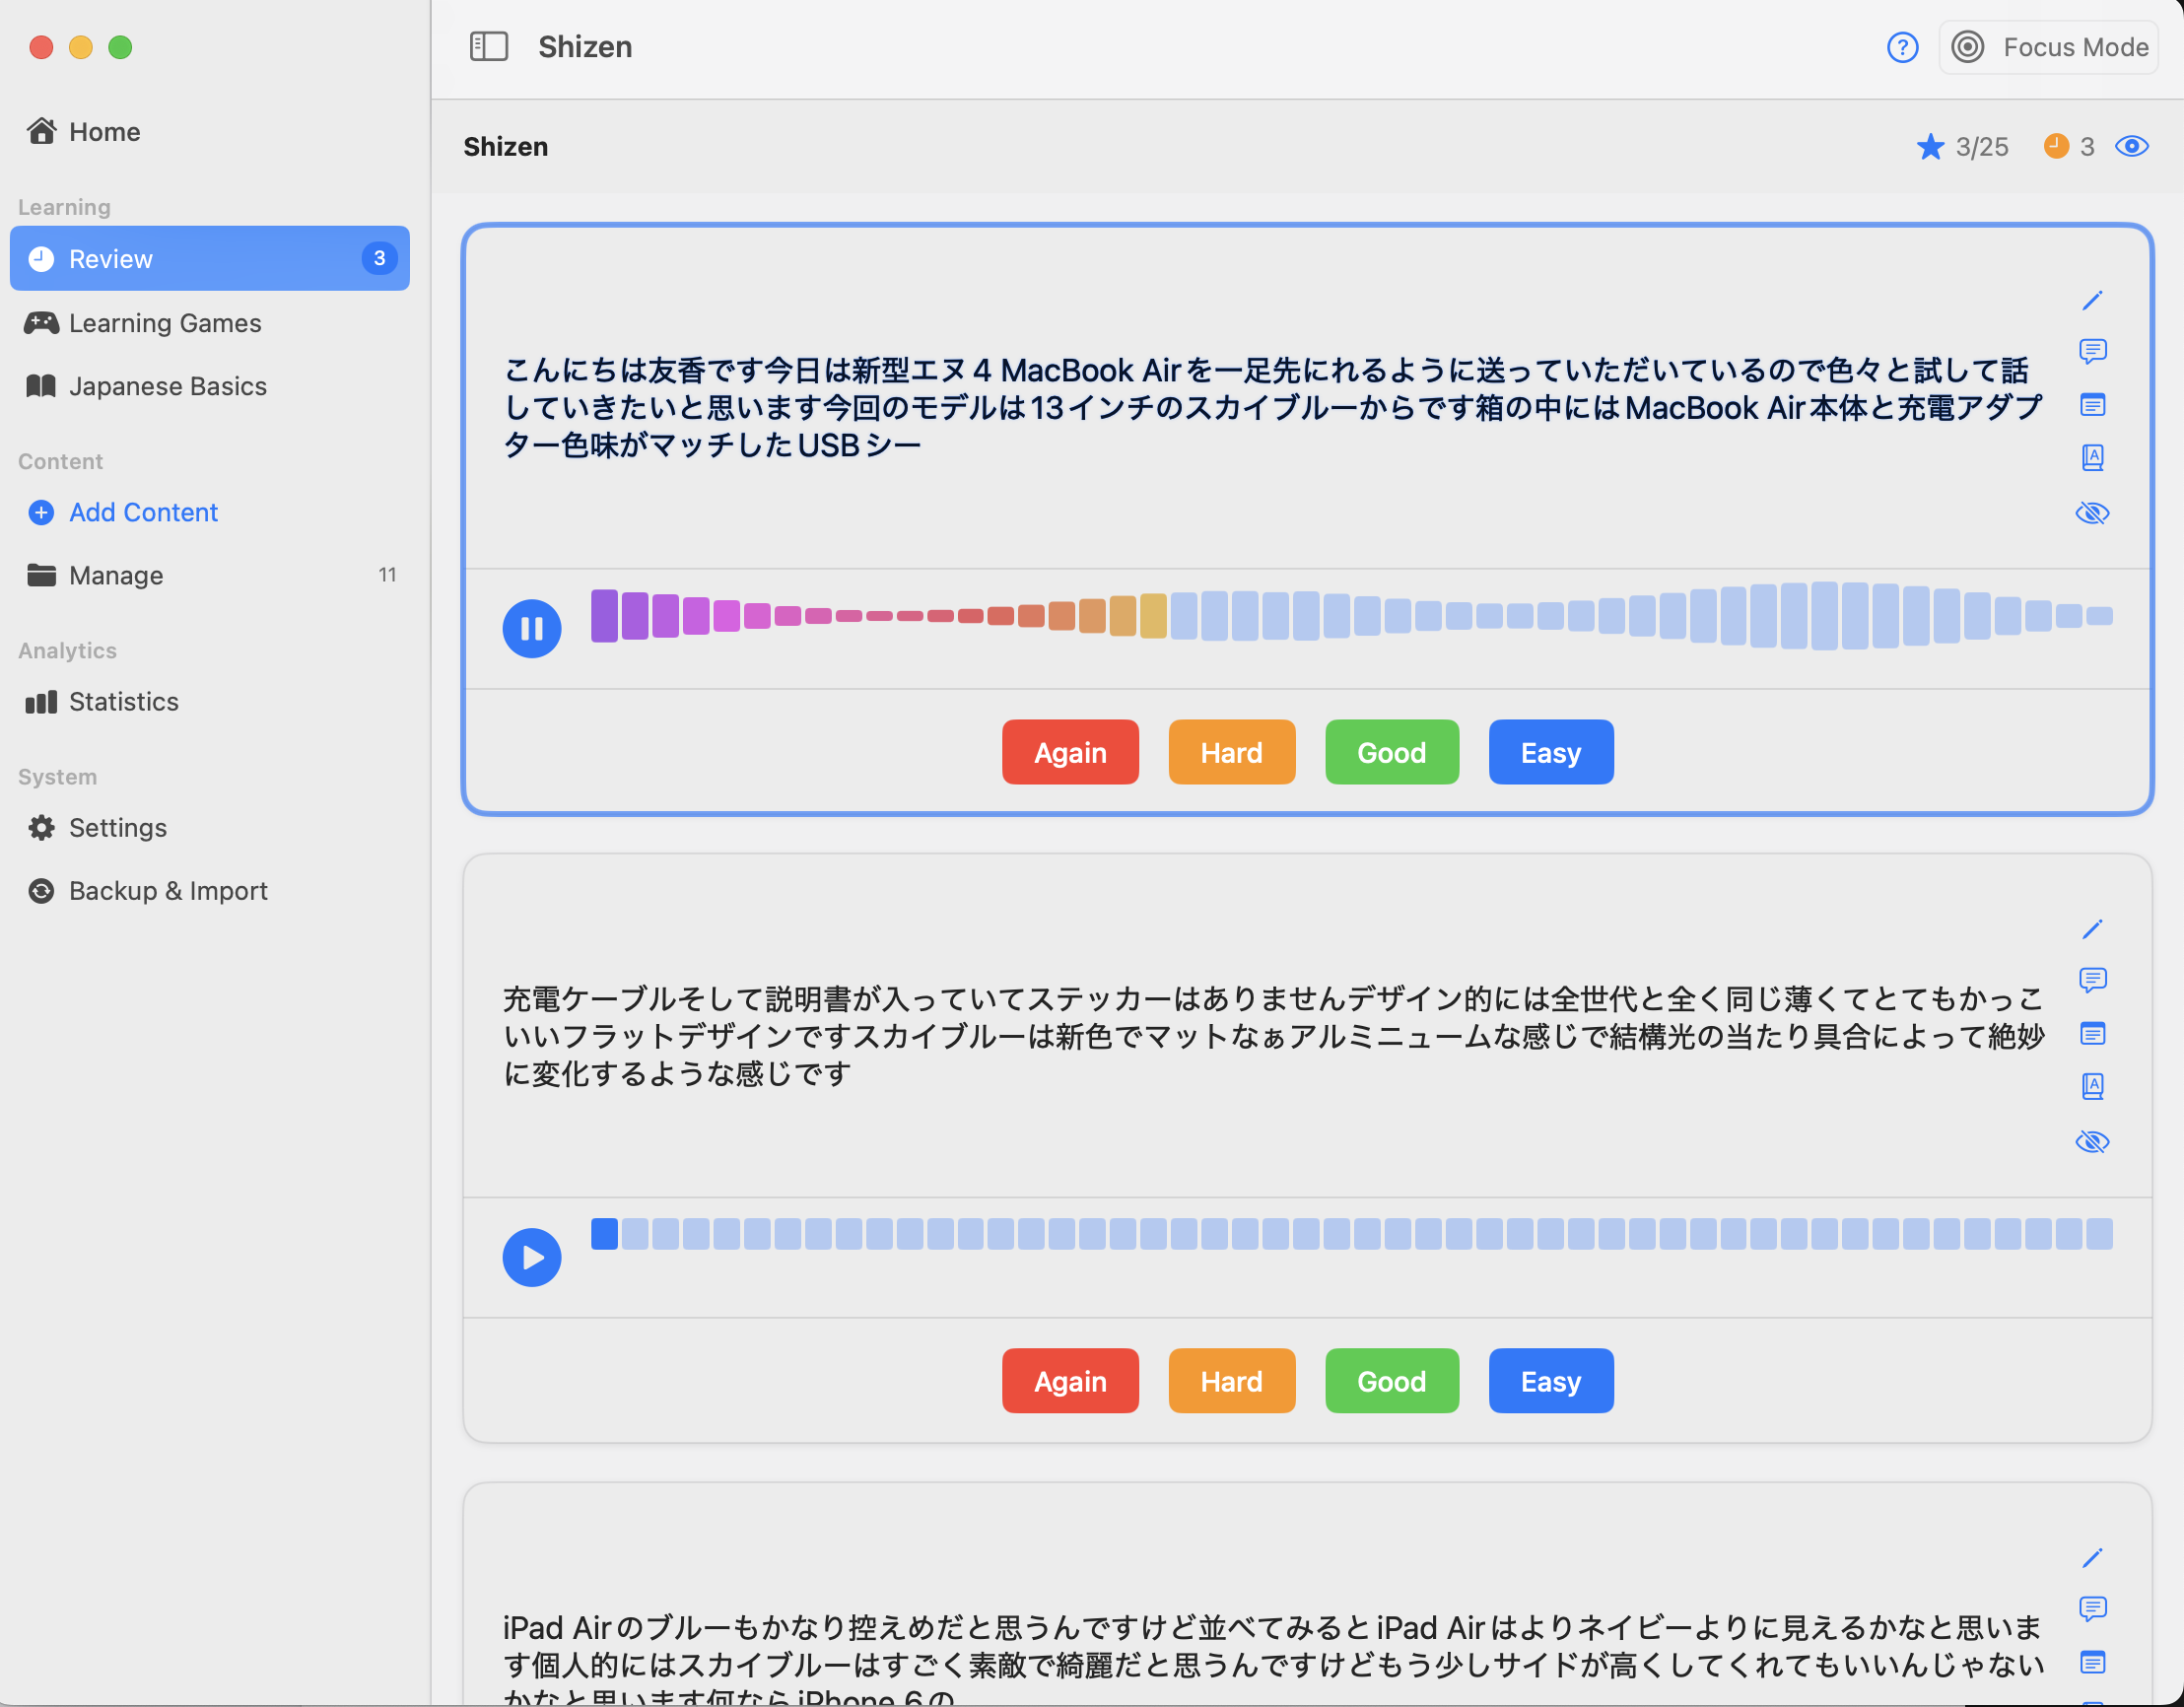 Shizen
Focus Mode
Home
Learning
Review 3
Learning Games
Japanese Basics
Content
Add Content
Manage 11
Analytics
Statistics
System
Settings
Backup & Import
Shizen
3/25 3
こんにちは友香です今日は新型エヌ4 MacBook Airを一足先にれるように送っていただいているので色々と試して話
していきたいと思います今回のモデルは13インチのスカイブルーからです箱の中にはMacBook Air本体と充電アダプ
ター色味がマッチしたUSBシー
Again Hard Good Easy
充電ケーブルそして説明書が入っていてステッカーはありませんデザイン的には全世代と全く同じ薄くてとてもかっこ
いいフラットデザインですスカイブルーは新色でマットなぁアルミニュームな感じで結構光の当たり具合によって絶妙
に変化するような感じです
Again Hard Good Easy
iPad Airのブルーもかなり控えめだと思うんですけど並べてみるとiPad Airはよりネイビーよりに見えるかなと思いま
す個人的にはスカイブルーはすごく素敵で綺麗だと思うんですけどもう少しサイドが高くしてくれてもいいんじゃない
かなと思います何ならiPhone 6の